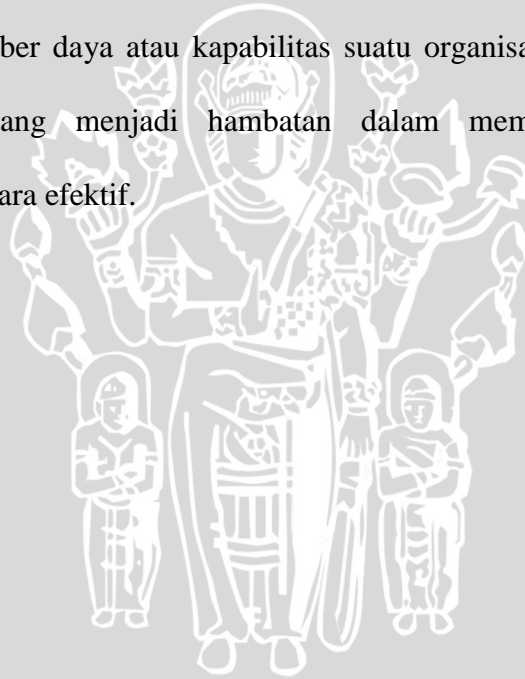 ber daya atau kapabilitas suatu organisa
ang menjadi hambatan dalam mem
ara efektif.